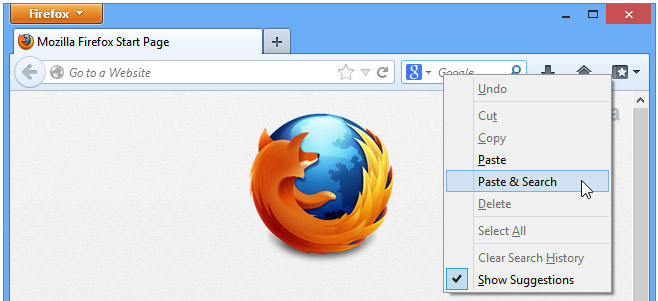 Firefox
Mozilla Firefox Start Page
Go to a Website
Google
Undo
Cut
Copy
Paste
Paste & Search
Delete
Select All
Clear Search History
Show Suggestions